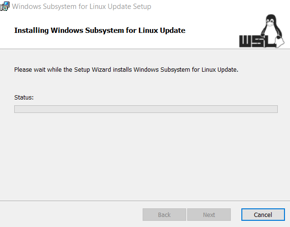 Windows Subsystem for Linux Update Setup
Installing Windows Subsystem for Linux Update
WSL
Please wait while the Setup Wizard installs Windows Subsystem for Linux Update.
Status:
Back
Next
Cancel